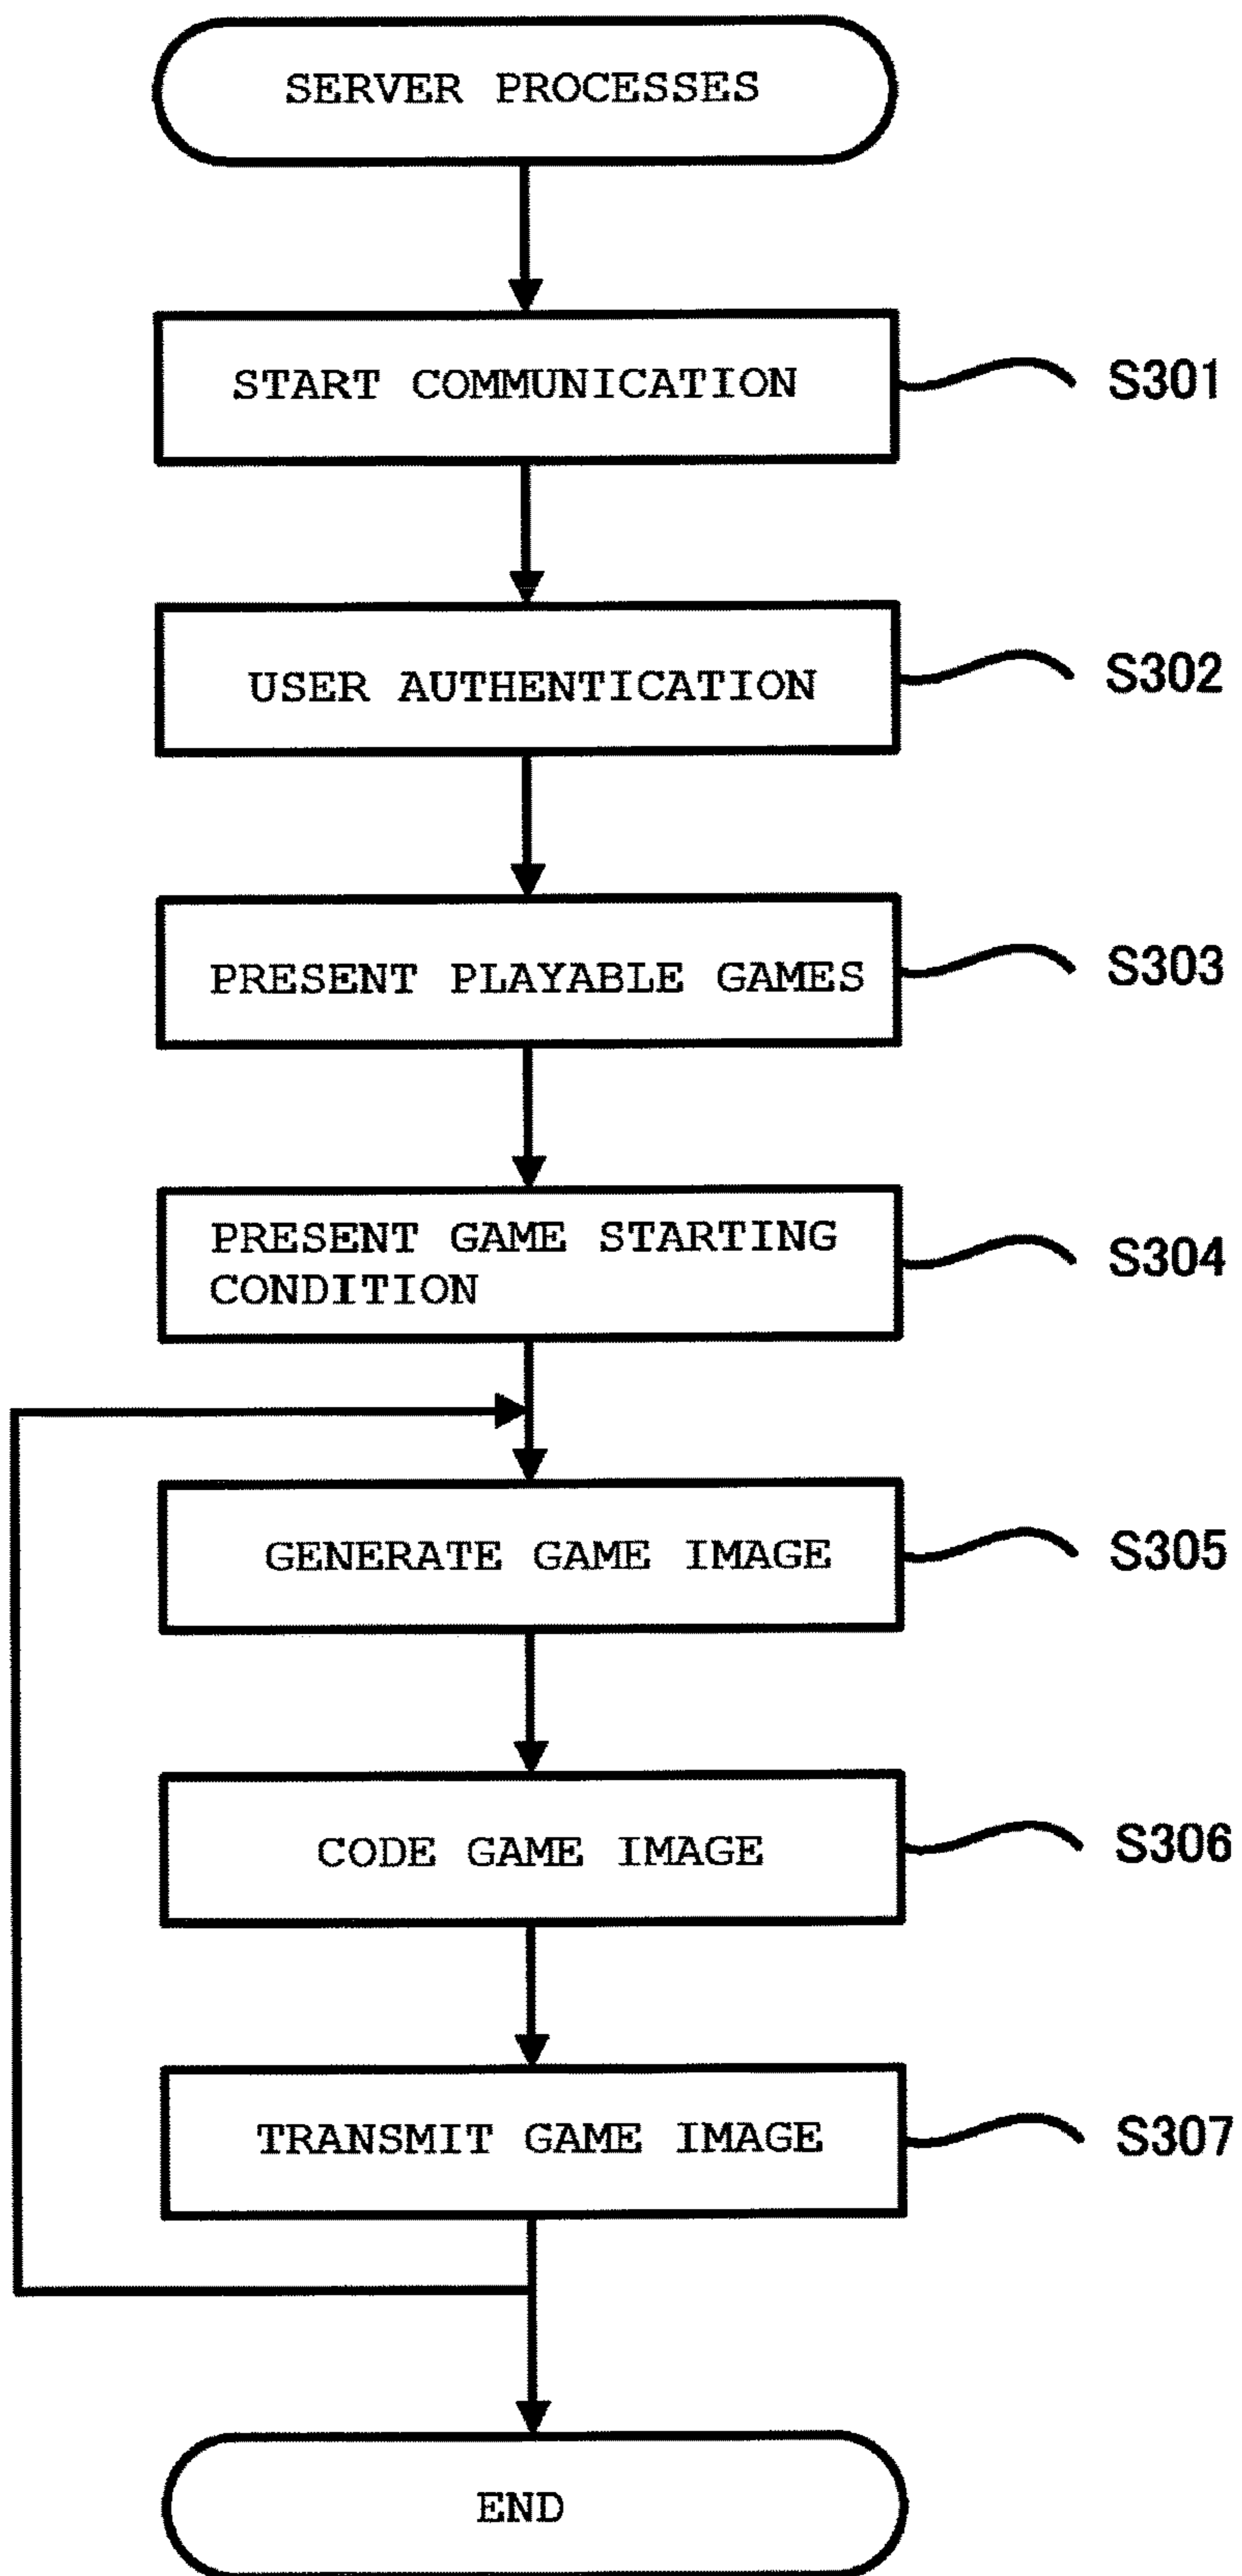 SERVER PROCESSES
START COMMUNICATION
S301
USER AUTHENTICATION
S302
PRESENT PLAYABLE GAMES
S303
PRESENT GAME STARTING
CONDITION
S304
GENERATE GAME IMAGE
S305
CODE GAME IMAGE
S306
TRANSMIT GAME IMAGE
S307
END